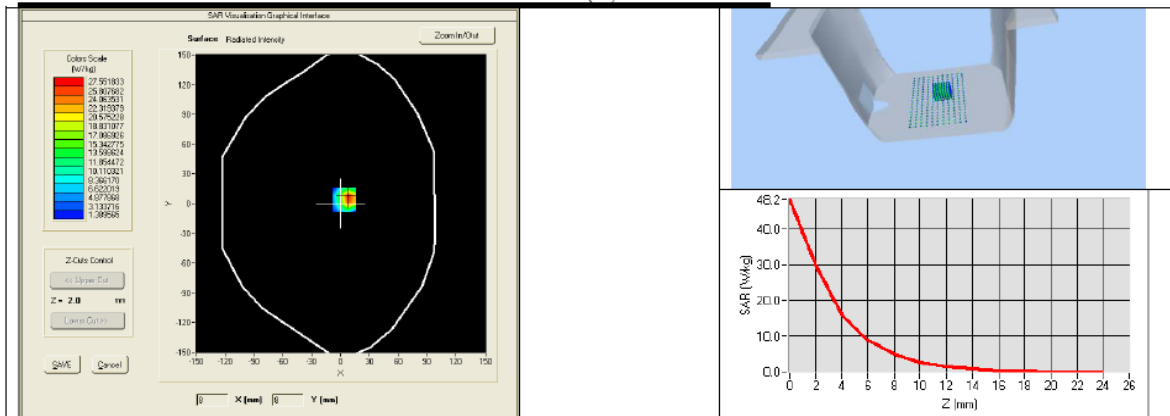 SAR Visualisation Graphical Interface
Surface Radiated Intensity
Zoom In/Out
Colors Scale
(W/kg)
27.551833
25.807682
24.063531
22.319379
20.575228
18.831077
17.086926
15.342775
13.598624
11.854472
10.110321
8.366170
6.622019
4.877868
3.133716
1.389565
150
90
60
30
Y
0
-30
-60
-90
-120
-150
-150 -120 -90 -60 -30 0 30 60 90 120 150
X
Z-Cuts Control
<< Upper Cut
Z = 2.0 mm
Lower Cut >>
SAVE
Cancel
8 X (mm) 8 Y (mm)
48.2
40.0
30.0
20.0
10.0
0.0
SAR (W/kg)
0 2 4 6 8 10 12 14 16 18 20 22 24 26
Z (mm)